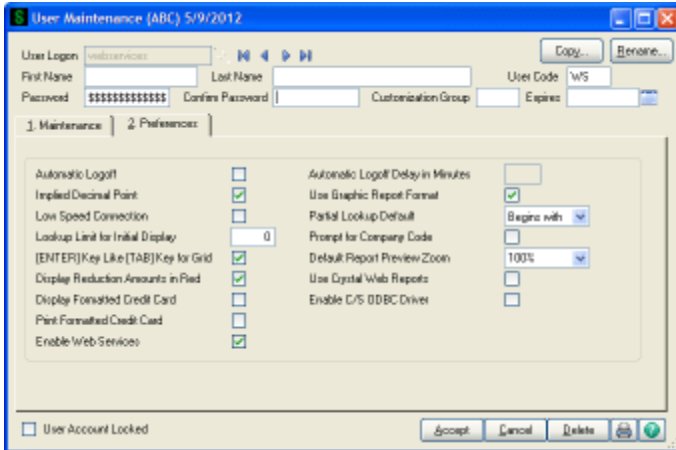 User Maintenance (ABC) 5/9/2012
User Logon webservices Copy... Rename...
First Name Last Name User Code WS
Password $$$$$$$$$$$$$ Confirm Password Customization Group Expires
1. Maintenance 2. Preferences
Automatic Logoff Automatic Logoff Delay in Minutes
Implied Decimal Point Use Graphic Report Format
Low Speed Connection Partial Lookup Default Begins with
Lookup Limit for Initial Display 0 Prompt for Company Code
[ENTER] Key Like [TAB] Key for Grid Default Report Preview Zoom 100%
Display Reduction Amounts in Red Use Crystal Web Reports
Display Formatted Credit Card Enable C/S ODBC Driver
Print Formatted Credit Card
Enable Web Services
User Account Locked Accept Cancel Delete